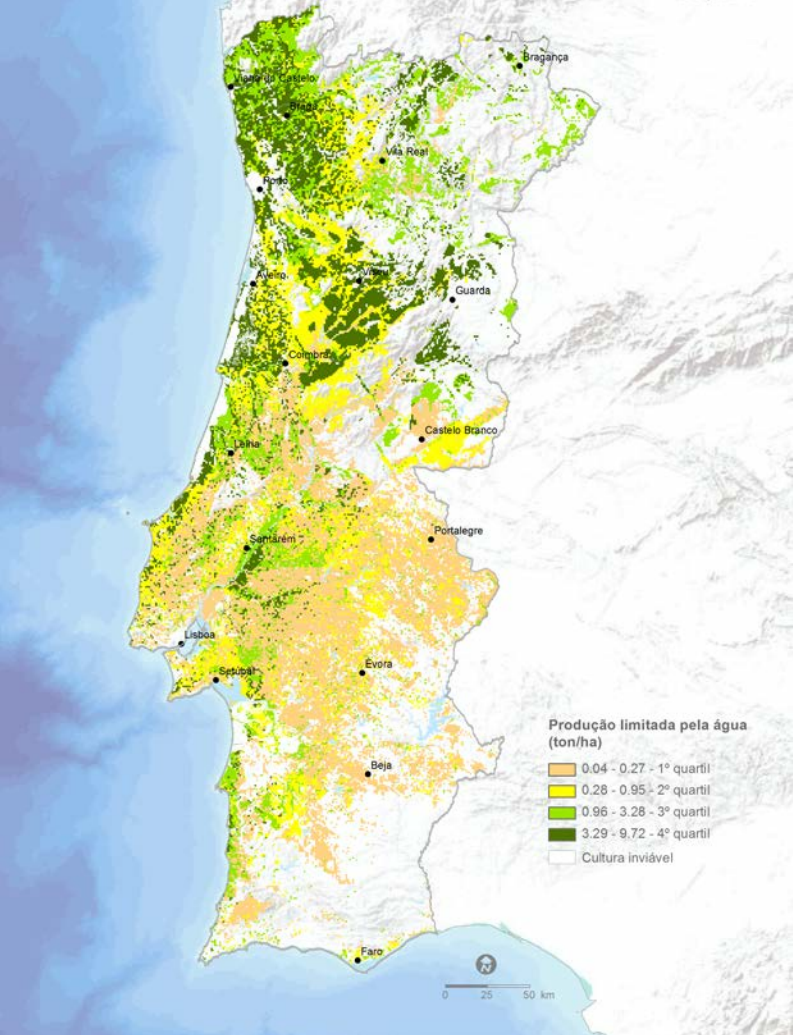 Bragança
Viana do Castelo
Braga
Vila Real
Porto
Aveiro
Viseu
Guarda
Coimbra
Castelo Branco
Leiria
Portalegre
Santarém
Lisboa
Évora
Setúbal
Produção limitada pela água
(ton/ha)
0.04 - 0.27 - 1º quartil
0.28 - 0.95 - 2º quartil
0.96 - 3.28 - 3º quartil
3.29 - 9.72 - 4º quartil
Cultura inviável
Beja
Faro
N
0 25 50 km